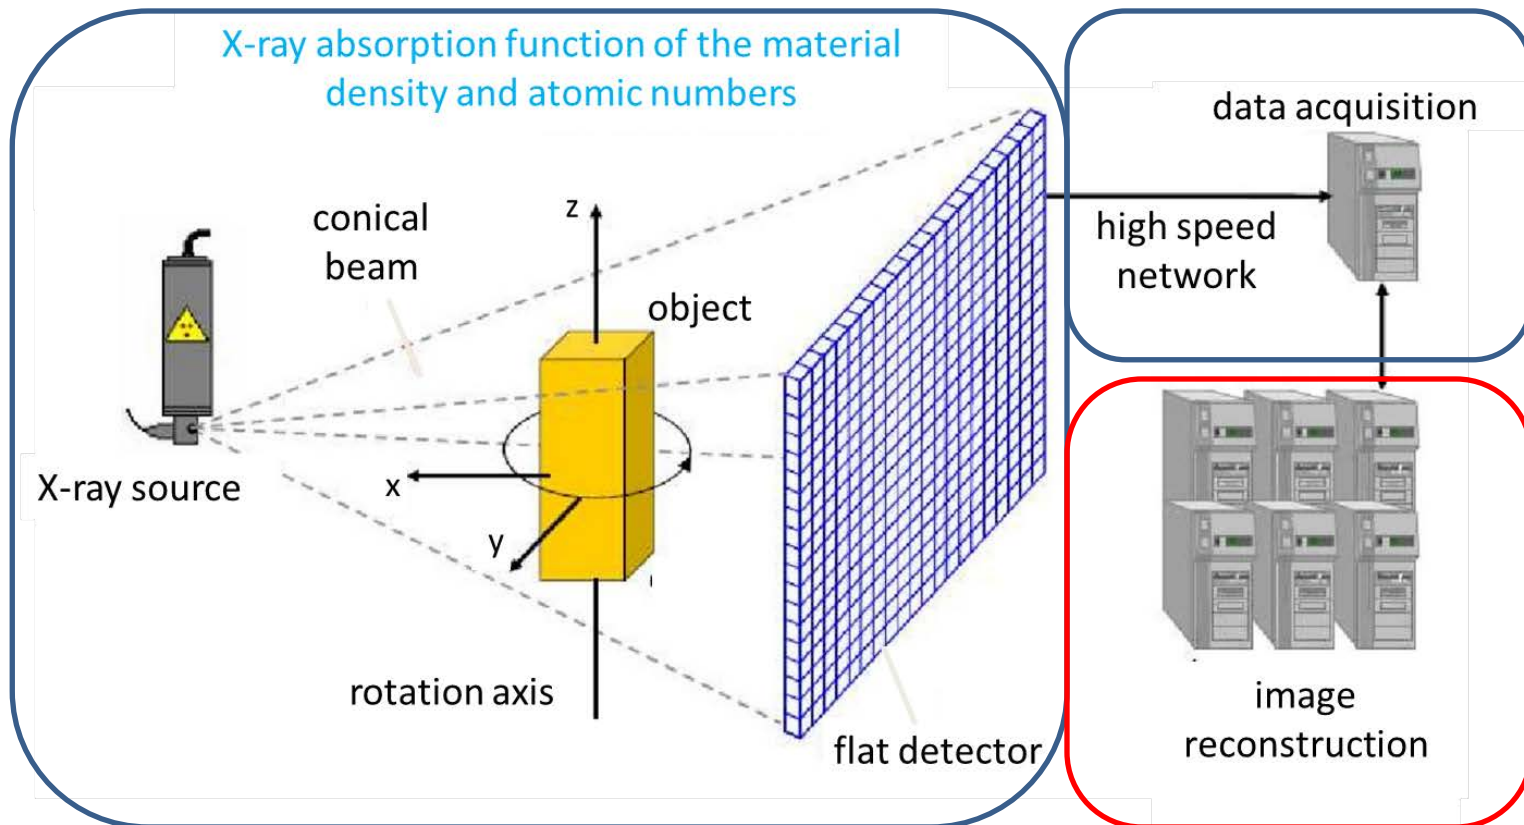 X-ray absorption function of the material
density and atomic numbers
data acquisition
conical
beam
z
high speed
network
object
X-ray source
x
y
rotation axis
flat detector
image
reconstruction